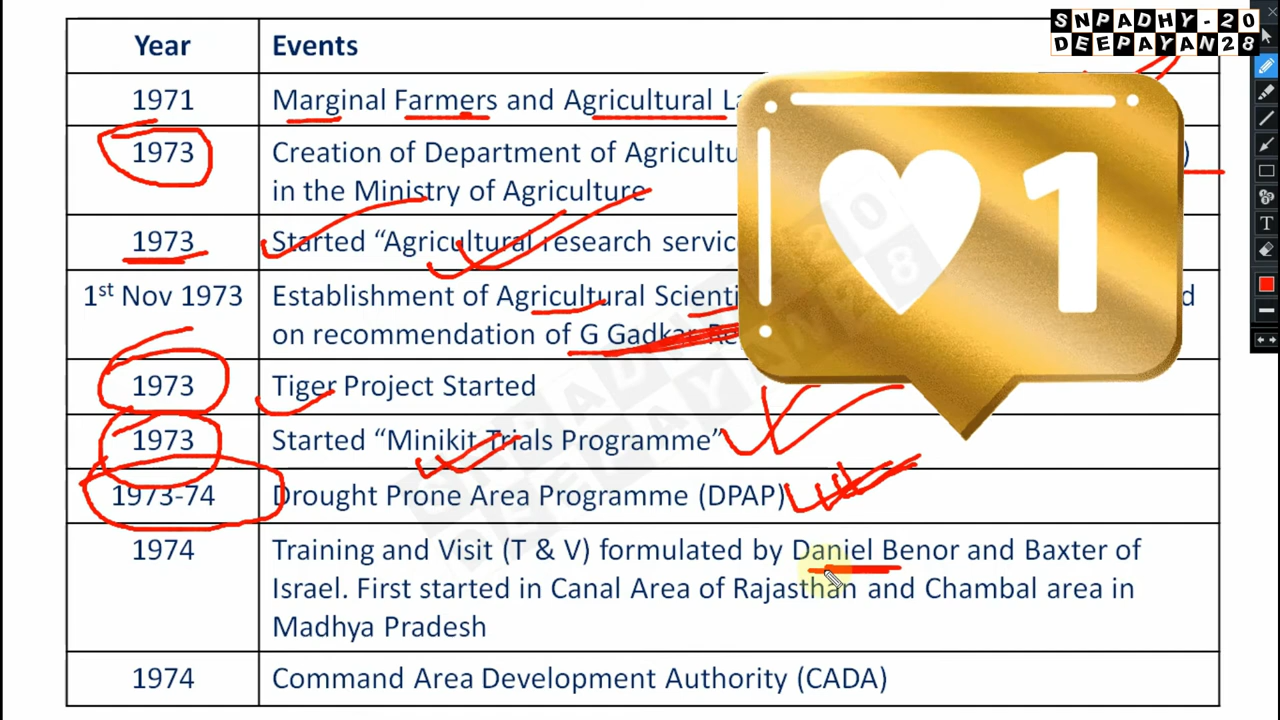 SNPADHY-20
DEEPAYAN28
Year Events
1971 Marginal Farmers and Agricultural
1973 Creation of Department of
in the Ministry of Agriculture
1973 Started “Agricultural research
1st Nov 1973 Establishment of Agricultural
on recommendation of G Gadkar
1973 Tiger Project Started
1973 Started “Minikit Trials Programme”
1973-74 Drought Prone Area Programme (DPAP)
1974 Training and Visit (T & V) formulated by Daniel Benor and Baxter of
Israel. First started in Canal Area of Rajasthan and Chambal area in
Madhya Pradesh
1974 Command Area Development Authority (CADA)
1